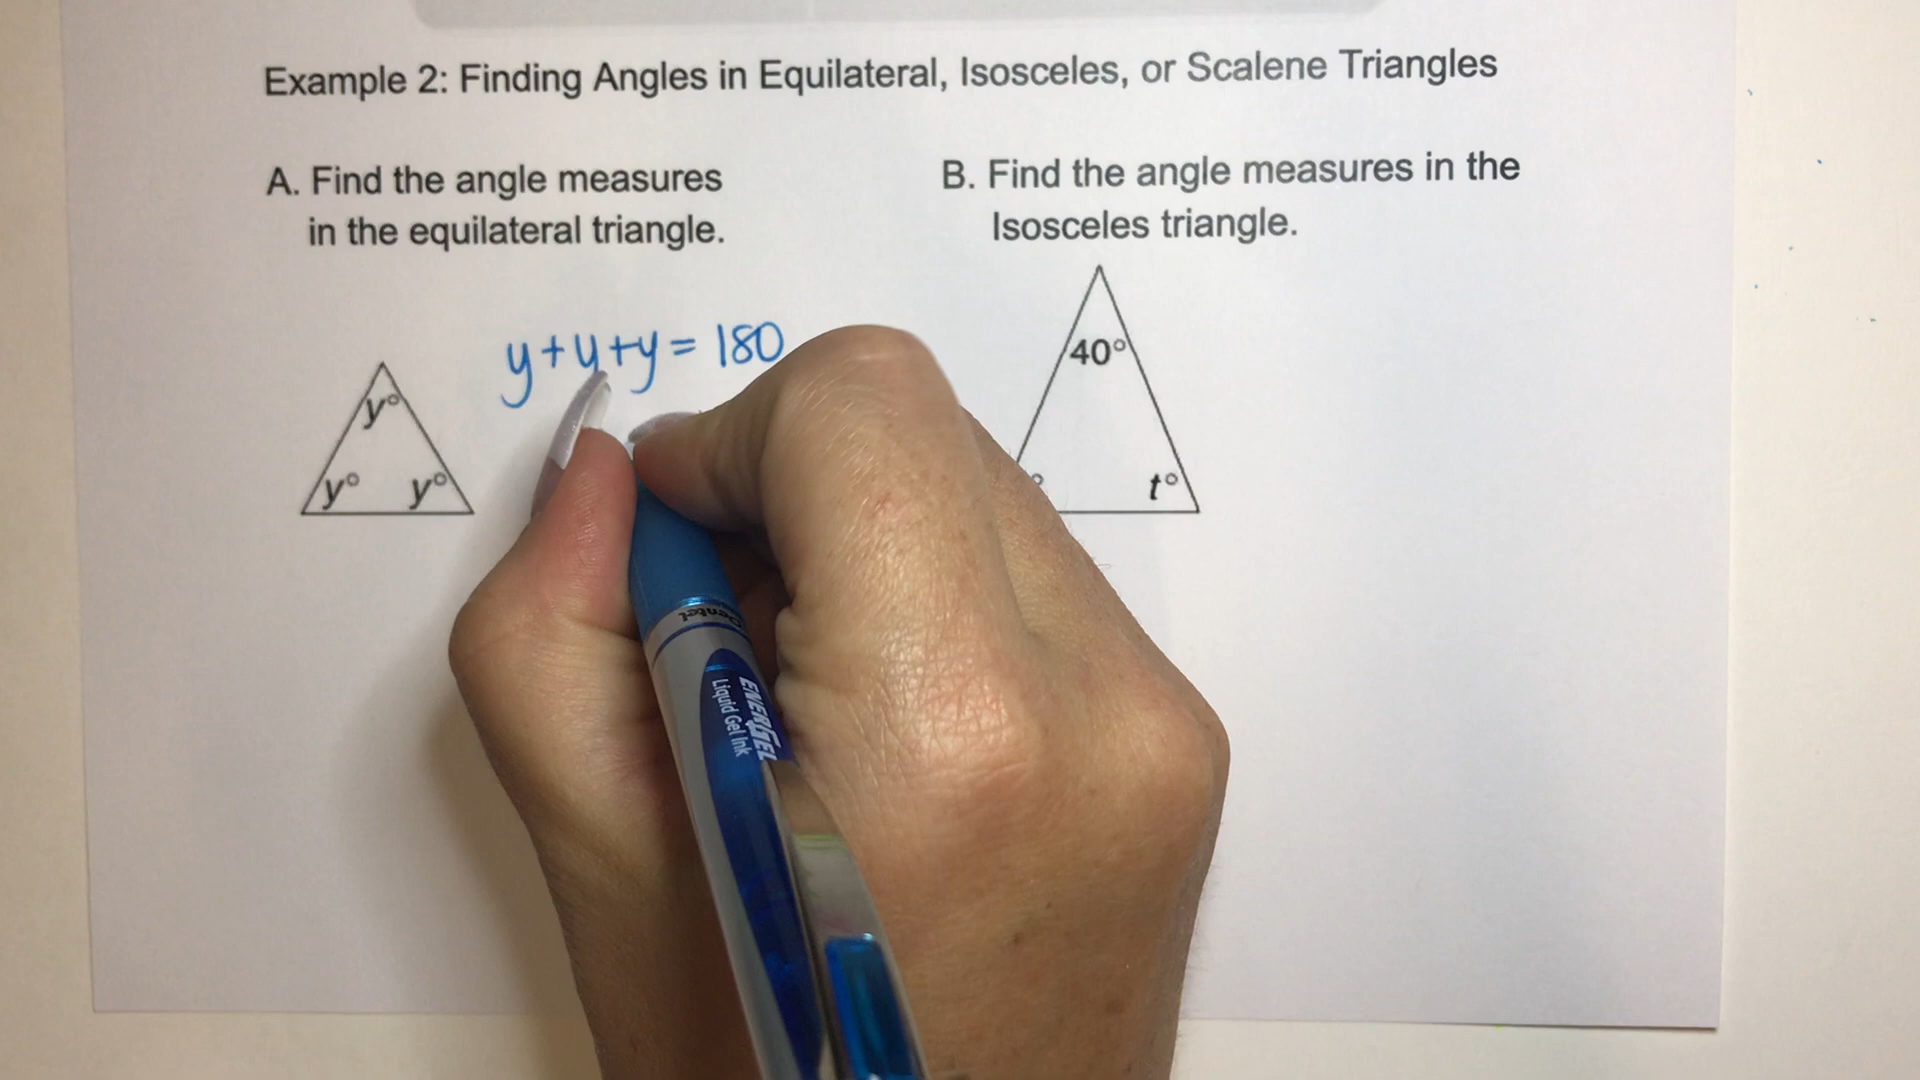 Example 2: Finding Angles in Equilateral, Isosceles, or Scalene Triangles
A. Find the angle measures
in the equilateral triangle.
B. Find the angle measures in the
Isosceles triangle.
y+y+y = 180
y°
y° y°
40°
t°
Pentel
ENERGEL
Liquid Gel Ink